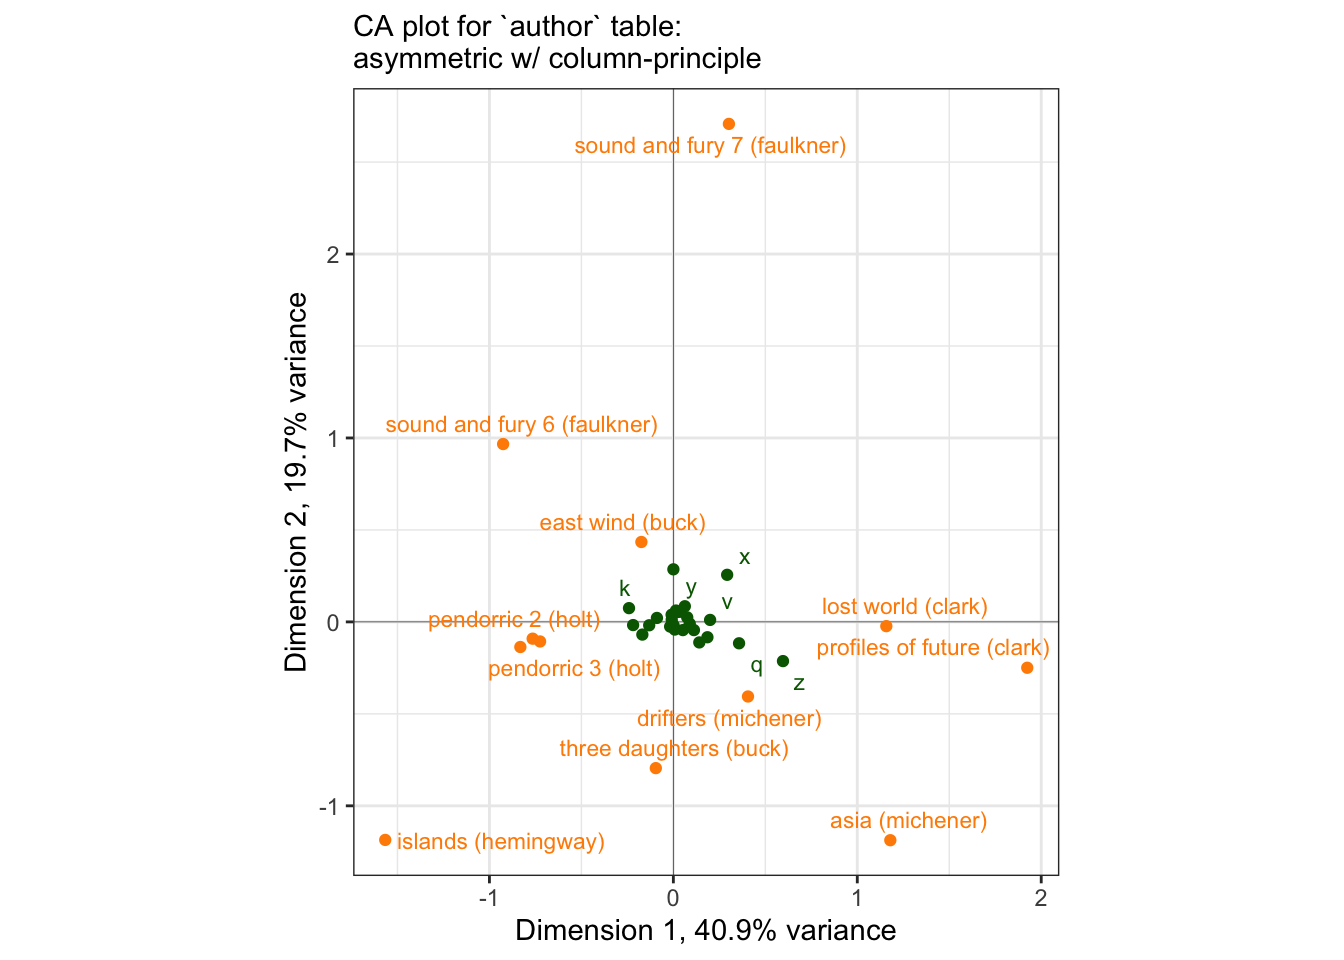 CA plot for `author` table:
asymmetric w/ column-principle
sound and fury 7 (faulkner)
2
sound and fury 6 (faulkner)
1
east wind (buck)
x
k
y
v
lost world (clark)
pendorric 2 (holt)
0
profiles of future (clark)
pendorric 3 (holt)
q
z
drifters (michener)
three daughters (buck)
-1
asia (michener)
islands (hemingway)
Dimension 2, 19.7% variance
-1
0
1
2
Dimension 1, 40.9% variance